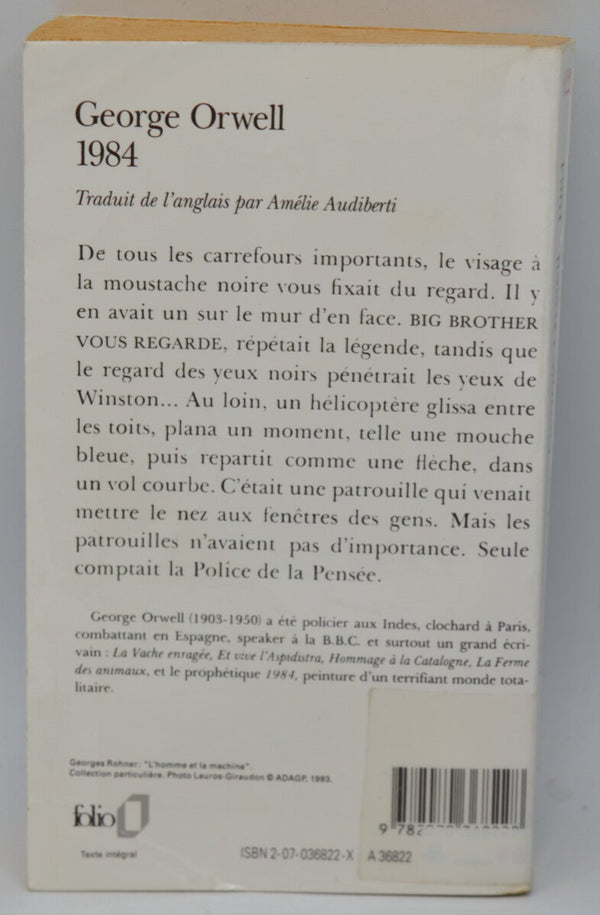 George Orwell
1984
Traduit de l'anglais par Amélie Audiberti
De tous les carrefours importants, le visage à
la moustache noire vous fixait du regard. Il y
en avait un sur le mur d'en face. BIG BROTHER
VOUS REGARDE, répétait la légende, tandis que
le regard des yeux noirs pénétrait les yeux de
Winston... Au loin, un hélicoptère glissa entre
les toits, plana un moment, telle une mouche
bleue, puis repartit comme une flèche, dans
un vol courbe. C'était une patrouille qui venait
mettre le nez aux fenêtres des gens. Mais les
patrouilles n'avaient pas d'importance. Seule
comptait la Police de la Pensée.
George Orwell (1903-1950) a été policier aux Indes, clochard à Paris,
combattant en Espagne, speaker à la B.B.C. et surtout un grand écri-
vain : La Vache enragée, Et vive l'Aspidistra, Hommage à la Catalogne, La Ferme
des animaux, et le prophétique 1984, peinture d'un terrifiant monde tota-
litaire.
Georges Rohner : "L'homme et la machine".
Collection particulière. Photo Lauros-Giraudon © ADAGP, 1993.
folio
Texte intégral
ISBN 2-07-036822-X
A 36822